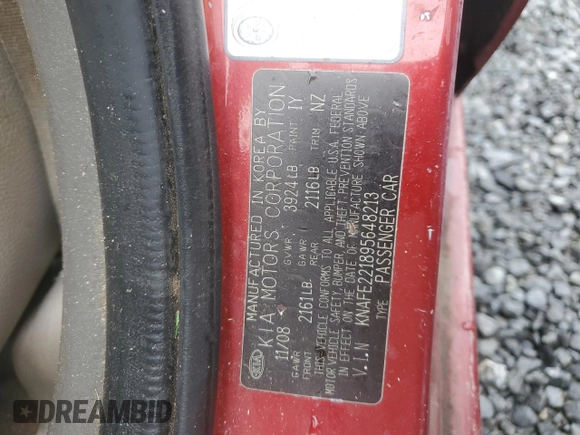 MANUFACTURED IN KOREA BY
KIA MOTORS CORPORATION
KIA
11/08 GVWR 3924LB PAINT IY
GAWR FRONT 2161LB. GAWR REAR 2116LB TRIM NZ
THIS VEHICLE CONFORMS TO ALL APPLICABLE U.S.A. FEDERAL
MOTOR VEHICLE SAFETY, BUMPER, AND THEFT PREVENTION STANDARDS
IN EFFECT ON THE DATE OF MANUFACTURE SHOWN ABOVE.
V.I.N KNAFE221895648213
TYPE PASSENGER CAR
DREAMBID